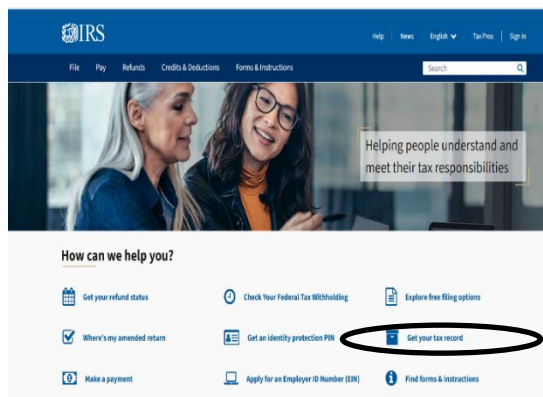 IRS
Help News English Tax Pros Sign in
File Pay Refunds Credits & Deductions Forms & Instructions Search
Helping people understand and
meet their tax responsibilities
How can we help you?
Get your refund status Check Your Federal Tax Withholding Explore free filing options
Where's my amended return Get an identity protection PIN Get your tax record
Make a payment Apply for an Employer ID Number (EIN) Find forms & instructions